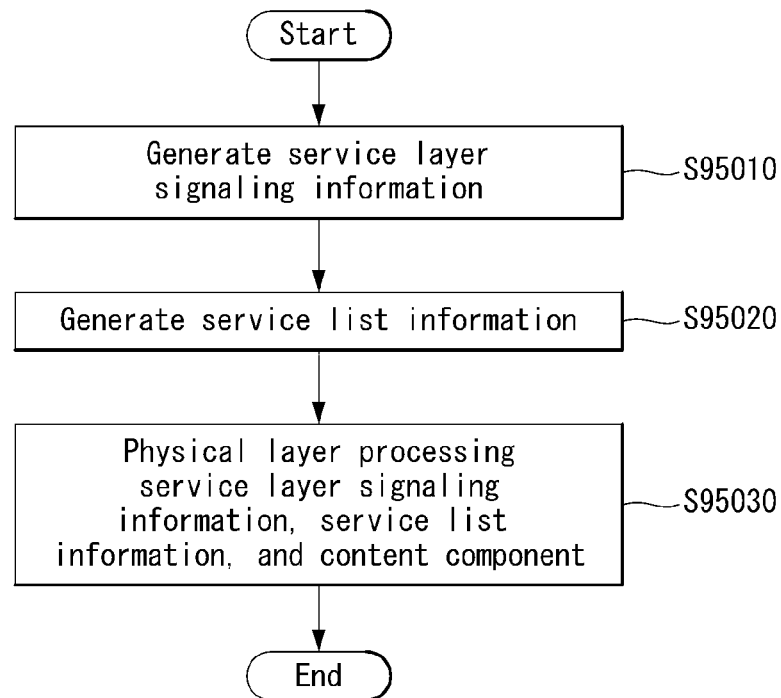 Start
Generate service layer
signaling information
S95010
Generate service list information
S95020
Physical layer processing
service layer signaling
information, service list
information, and content component
S95030
End